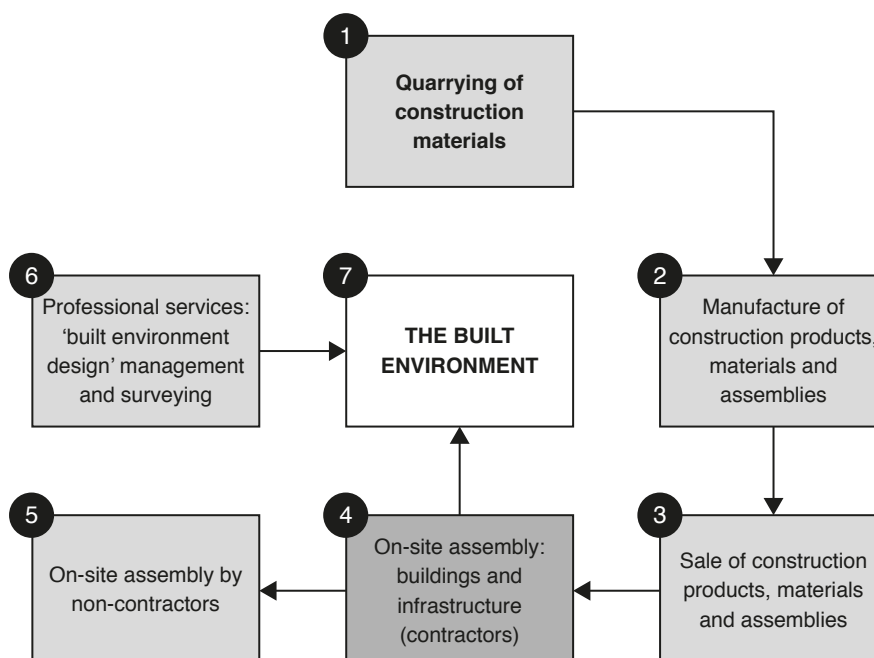 1
Quarrying of
construction
materials
6
Professional services:
‘built environment
design’ management
and surveying
7
THE BUILT
ENVIRONMENT
2
Manufacture of
construction products,
materials and
assemblies
5
On-site assembly by
non-contractors
4
On-site assembly:
buildings and
infrastructure
(contractors)
3
Sale of construction
products, materials
and assemblies